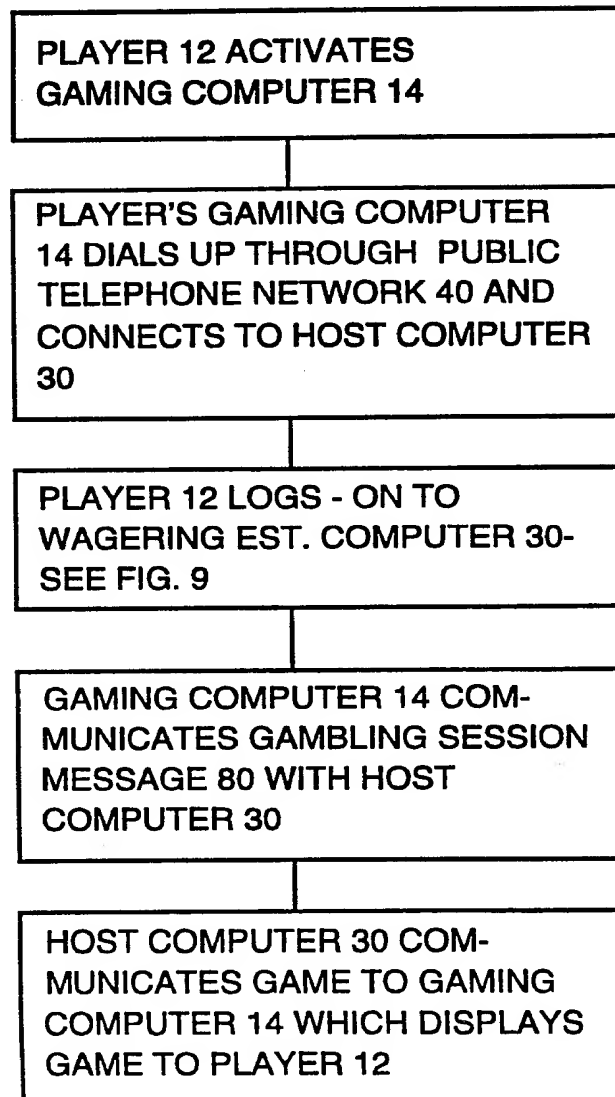 PLAYER 12 ACTIVATES
GAMING COMPUTER 14
PLAYER'S GAMING COMPUTER
14 DIALS UP THROUGH PUBLIC
TELEPHONE NETWORK 40 AND
CONNECTS TO HOST COMPUTER
30
PLAYER 12 LOGS - ON TO
WAGERING EST. COMPUTER 30-
SEE FIG. 9
GAMING COMPUTER 14 COM-
MUNICATES GAMBLING SESSION
MESSAGE 80 WITH HOST
COMPUTER 30
HOST COMPUTER 30 COM-
MUNICATES GAME TO GAMING
COMPUTER 14 WHICH DISPLAYS
GAME TO PLAYER 12